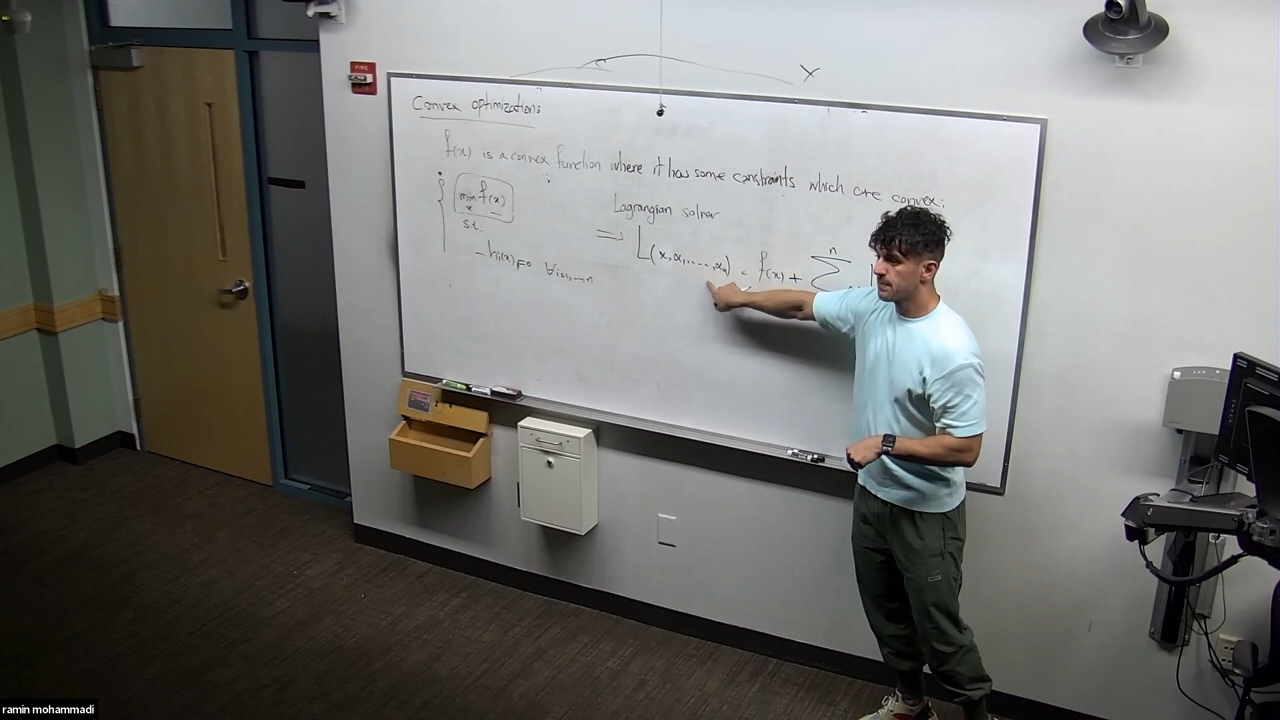 X
Convex optimizations
f(x) is a convex function where it has some constraints which are convex.
min f(x)
x
s.t.
Lagrangian solver
⇒ L(x, α₁, ..., αₙ) = f(x) + Σ
n
- hᵢ(x) = 0 ∀ i=1, ... n
FIRE
ramin mohammadi